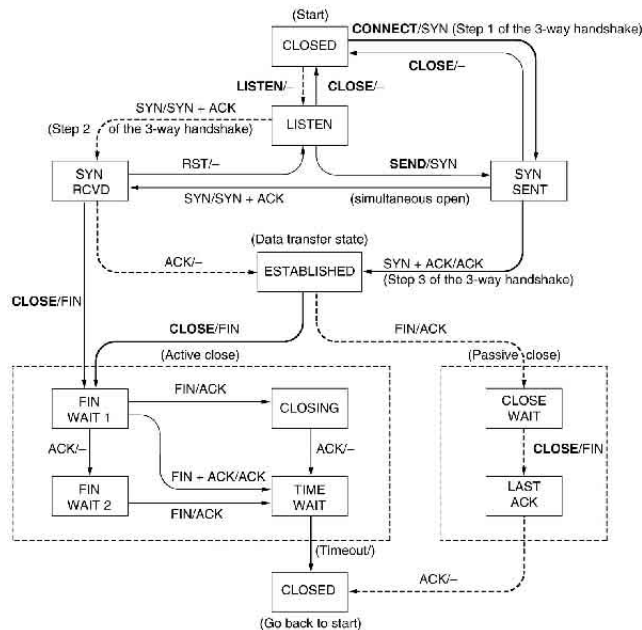 (Start)
CLOSED
CONNECT/SYN (Step 1 of the 3-way handshake)
CLOSE/–
LISTEN/–
CLOSE/–
SYN/SYN + ACK
(Step 2 of the 3-way handshake)
LISTEN
SYN
RCVD
RST/–
SEND/SYN
SYN
SENT
SYN/SYN + ACK
(simultaneous open)
(Data transfer state)
ESTABLISHED
ACK/–
SYN + ACK/ACK
(Step 3 of the 3-way handshake)
CLOSE/FIN
CLOSE/FIN
FIN/ACK
(Active close)
(Passive close)
FIN
WAIT 1
FIN/ACK
CLOSING
CLOSE
WAIT
ACK/–
ACK/–
CLOSE/FIN
FIN + ACK/ACK
FIN
WAIT 2
FIN/ACK
TIME
WAIT
LAST
ACK
(Timeout/)
CLOSED
ACK/–
(Go back to start)